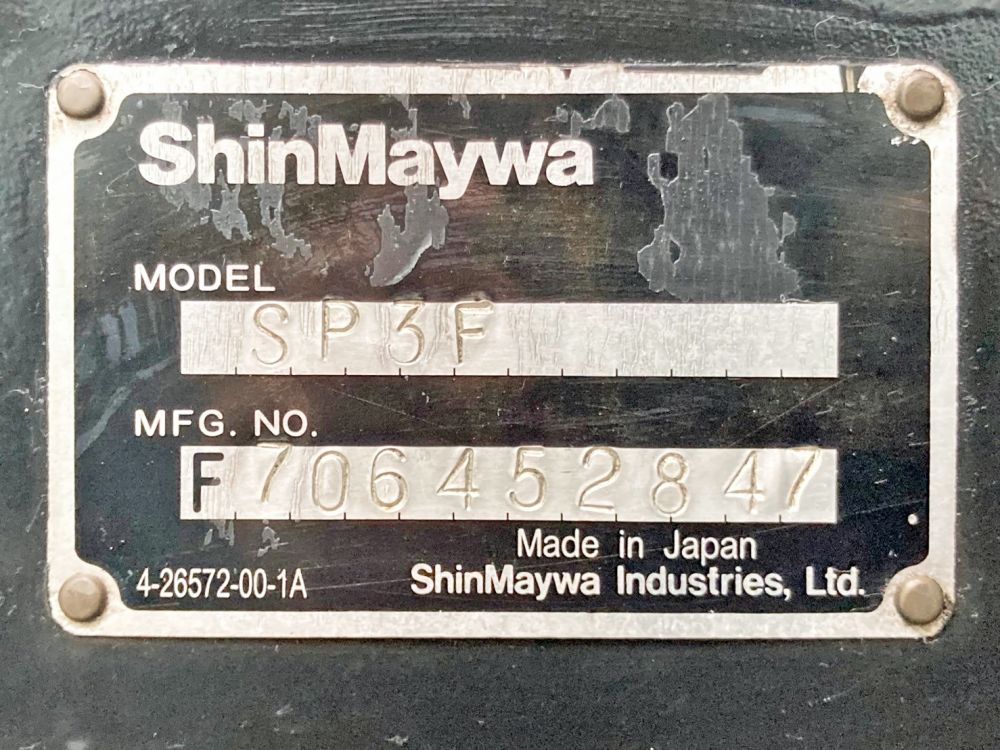 ShinMaywa
MODEL
SP3F
MFG. NO.
F706452847
Made in Japan
4-26572-00-1A ShinMaywa Industries, Ltd.